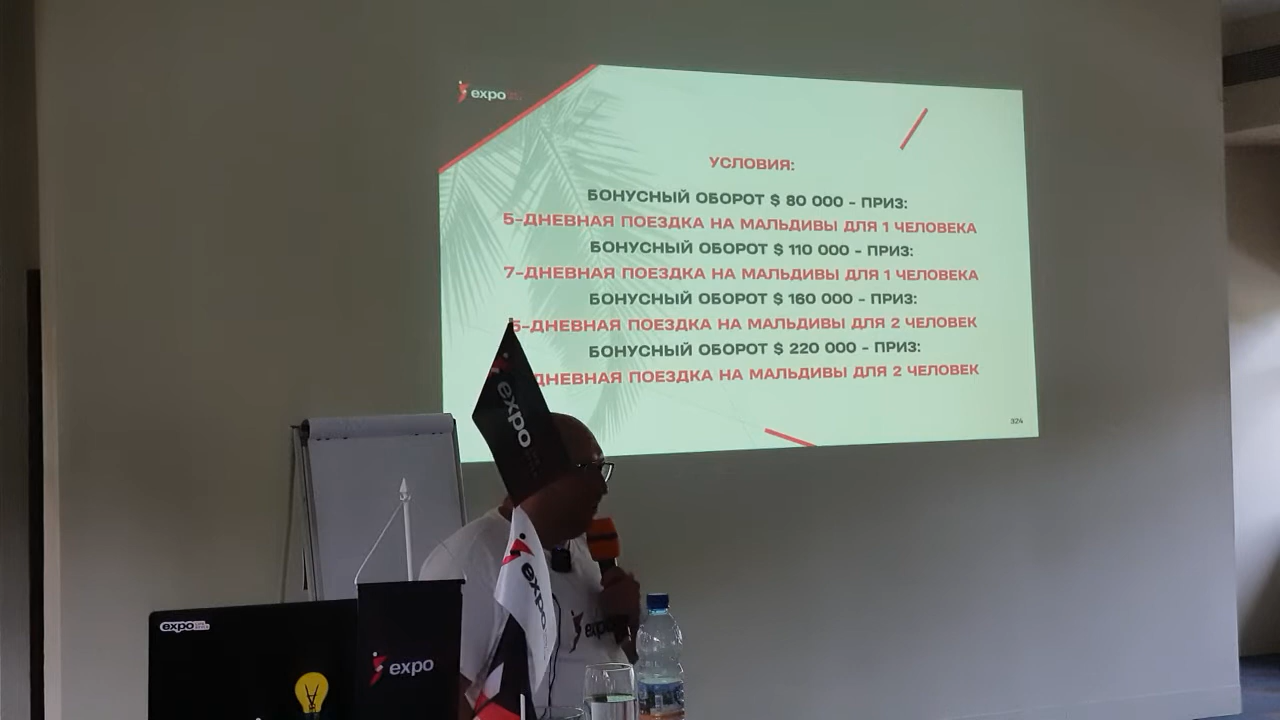 expo
УСЛОВИЯ:
БОНУСНЫЙ ОБОРОТ $ 80 000 - ПРИЗ:
5-ДНЕВНАЯ ПОЕЗДКА НА МАЛЬДИВЫ ДЛЯ 1 ЧЕЛОВЕКА
БОНУСНЫЙ ОБОРОТ $ 110 000 - ПРИЗ:
7-ДНЕВНАЯ ПОЕЗДКА НА МАЛЬДИВЫ ДЛЯ 1 ЧЕЛОВЕКА
БОНУСНЫЙ ОБОРОТ $ 160 000 - ПРИЗ:
5-ДНЕВНАЯ ПОЕЗДКА НА МАЛЬДИВЫ ДЛЯ 2 ЧЕЛОВЕК
БОНУСНЫЙ ОБОРОТ $ 220 000 - ПРИЗ:
ДНЕВНАЯ ПОЕЗДКА НА МАЛЬДИВЫ ДЛЯ 2 ЧЕЛОВЕК
324
expo
expo
expo
expo